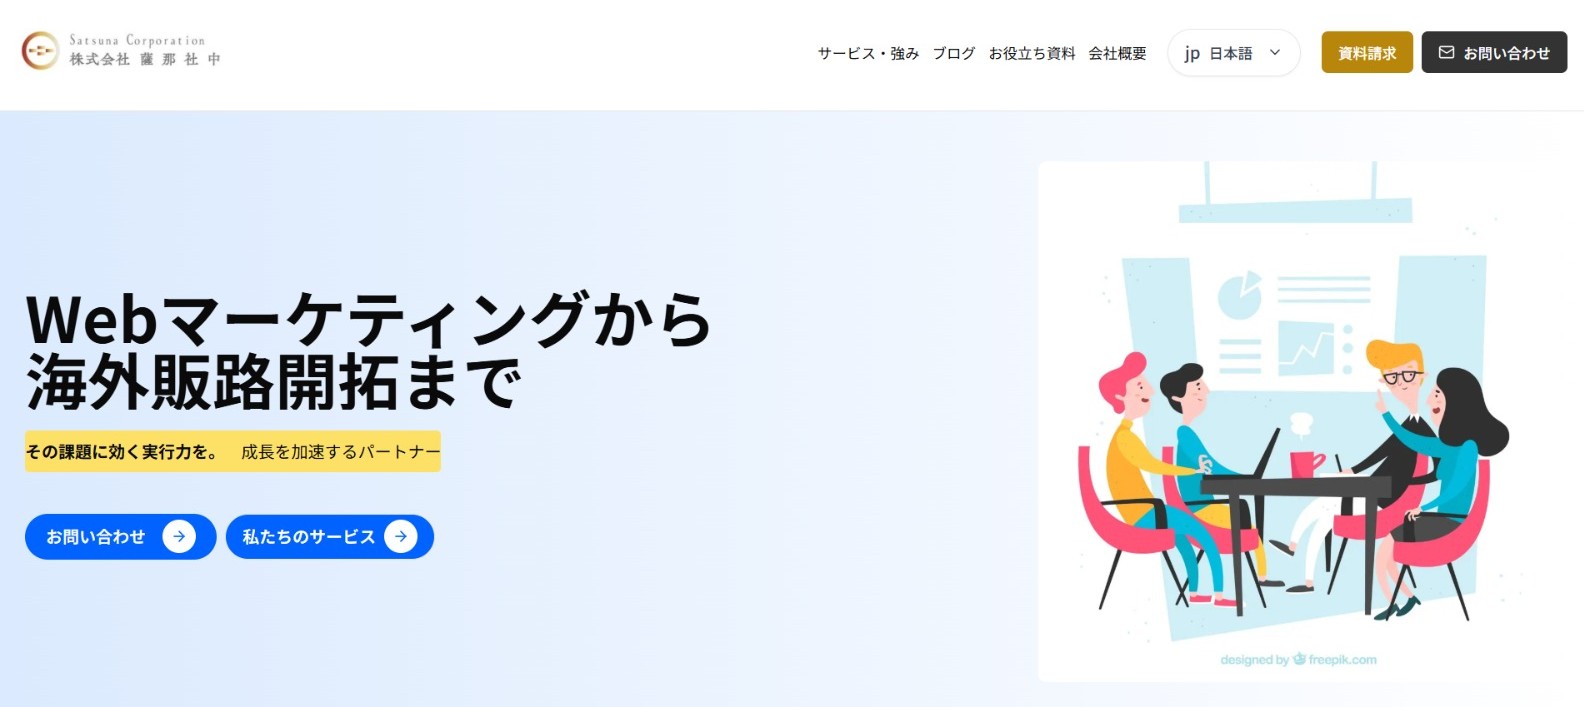 Satsuna Corporation
株式会社 薩那社中
サービス・強み ブログ お役立ち資料 会社概要 jp 日本語 資料請求 お問い合わせ
Webマーケティングから
海外販路開拓まで
その課題に効く実行力を。 成長を加速するパートナー
お問い合わせ 私たちのサービス
designed by freepik.com